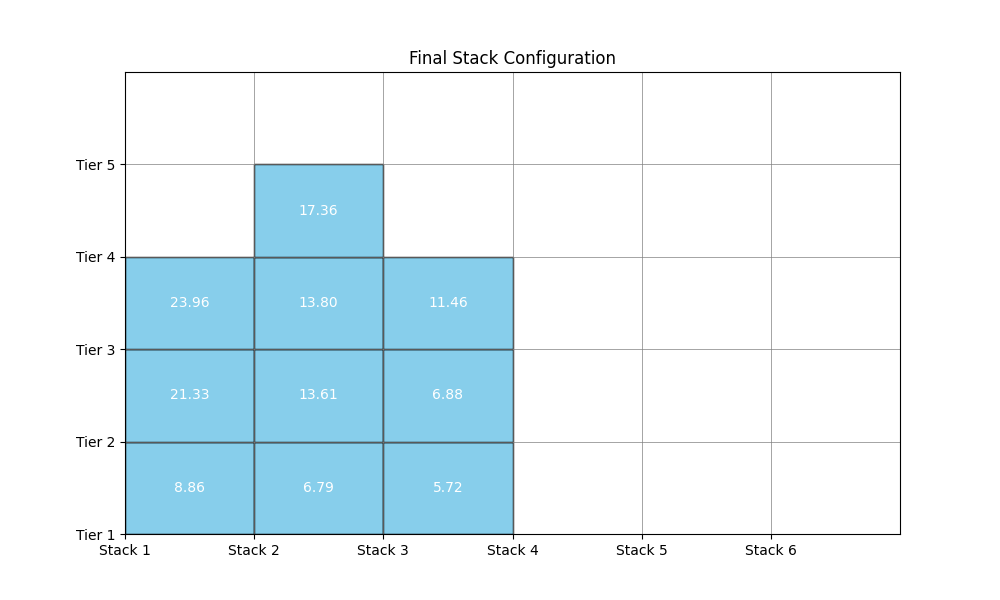 Final Stack Configuration
Tier 5
17.36
Tier 4
23.96 13.80 11.46
Tier 3
21.33 13.61 6.88
Tier 2
8.86 6.79 5.72
Tier 1
Stack 1 Stack 2 Stack 3 Stack 4 Stack 5 Stack 6